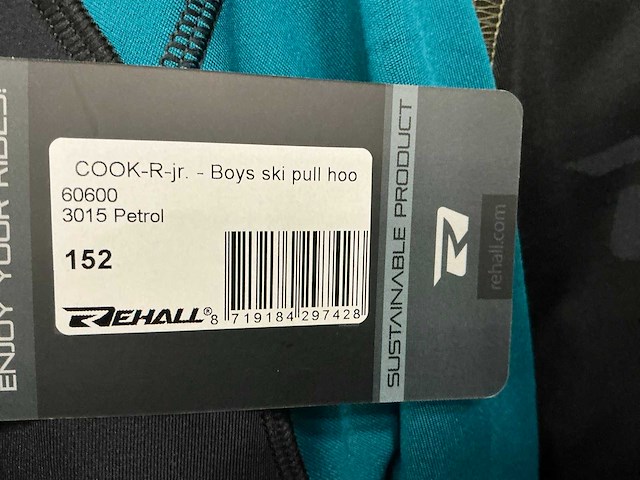 ENJOY YOUR RIDES!
COOK-R-jr. - Boys ski pull hoo
60600
3015 Petrol
152
REHALL®
8 719184 297428
SUSTAINABLE PRODUCT
R
rehall.com